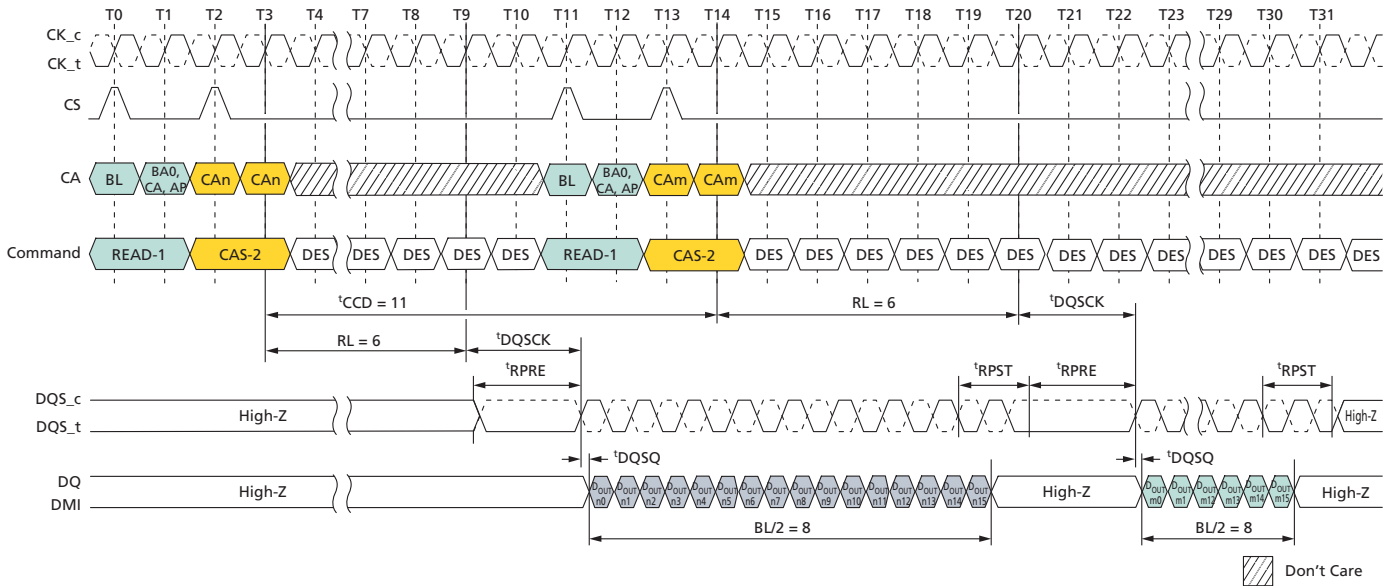 T0 T1 T2 T3 T4 T7 T8 T9 T10 T11 T12 T13 T14 T15 T16 T17 T18 T19 T20 T21 T22 T23 T29 T30 T31
CK_c
CK_t
CS
CA BL BA0, CA, AP CAn CAn BL BA0, CA, AP CAm CAm
Command READ-1 CAS-2 DES DES DES DES DES READ-1 CAS-2 DES DES DES DES DES DES DES DES DES DES DES DES DES
tCCD = 11 RL = 6 tDQSCK
RL = 6 tDQSCK
tRPRE tRPST tRPRE tRPST
DQS_c
DQS_t
High-Z High-Z
tDQSQ tDQSQ
DQ
DMI
High-Z DOUT n0 DOUT n1 DOUT n2 DOUT n3 DOUT n4 DOUT n5 DOUT n6 DOUT n7 DOUT n8 DOUT n9 DOUT n10 DOUT n11 DOUT n12 DOUT n13 DOUT n14 DOUT n15 High-Z DOUT m0 DOUT m1 DOUT m12 DOUT m13 DOUT m14 DOUT m15 High-Z
BL/2 = 8 BL/2 = 8
Don't Care